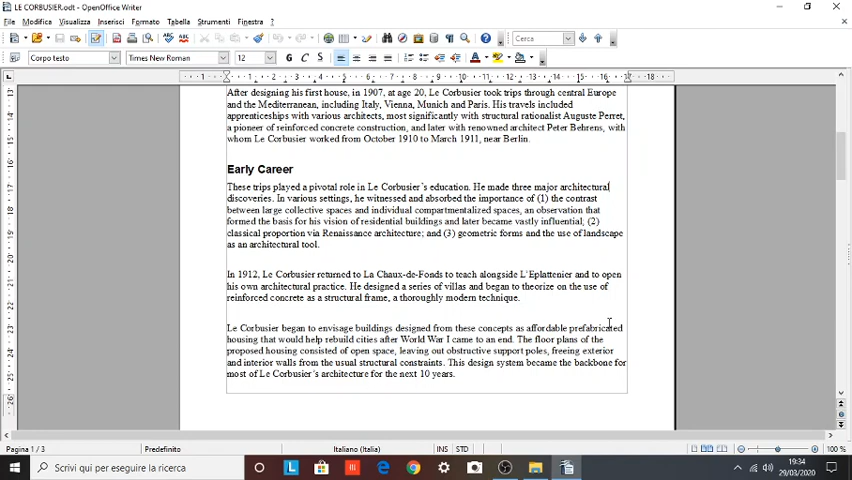 LE CORBUSIER.odt - OpenOffice Writer
File Modifica Visualizza Inserisci Formato Tabella Strumenti Finestra ?
Cerca
Corpo testo Times New Roman 12 G C S
After designing his first house, in 1907, at age 20, Le Corbusier took trips through central Europe
and the Mediterranean, including Italy, Vienna, Munich and Paris. His travels included
apprenticeships with various architects, most significantly with structural rationalist Auguste Perret,
a pioneer of reinforced concrete construction, and later with renowned architect Peter Behrens, with
whom Le Corbusier worked from October 1910 to March 1911, near Berlin.
Early Career
These trips played a pivotal role in Le Corbusier's education. He made three major architectural
discoveries. In various settings, he witnessed and absorbed the importance of (1) the contrast
between large collective spaces and individual compartmentalized spaces, an observation that
formed the basis for his vision of residential buildings and later became vastly influential; (2)
classical proportion via Renaissance architecture; and (3) geometric forms and the use of landscape
as an architectural tool.
In 1912, Le Corbusier returned to La Chaux-de-Fonds to teach alongside L'Eplattenier and to open
his own architectural practice. He designed a series of villas and began to theorize on the use of
reinforced concrete as a structural frame, a thoroughly modern technique.
Le Corbusier began to envisage buildings designed from these concepts as affordable prefabricated
housing that would help rebuild cities after World War I came to an end. The floor plans of the
proposed housing consisted of open space, leaving out obstructive support poles, freeing exterior
and interior walls from the usual structural constraints. This design system became the backbone for
most of Le Corbusier's architecture for the next 10 years.
Pagina 1 / 3 Predefinito Italiano (Italia) INS STD 100 %
Scrivi qui per eseguire la ricerca
19:34
29/03/2020